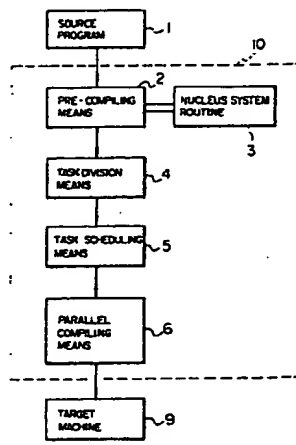 SOURCE
PROGRAM
1
10
2
PRE-COMPILING
MEANS
NUCLEUS SYSTEM
ROUTINE
3
TASK DIVISION
MEANS
4
TASK SCHEDULING
MEANS
5
PARALLEL
COMPILING
MEANS
6
TARGET
MACHINE
9